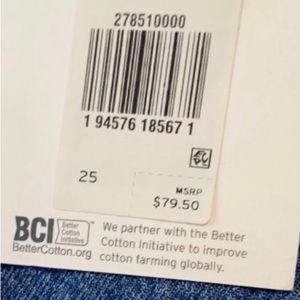 278510000
1 94576 18567 1
25
MSRP
$79.50
BCI Better Cotton Initiative™
BetterCotton.org
We partner with the Better
Cotton Initiative to improve
cotton farming globally.